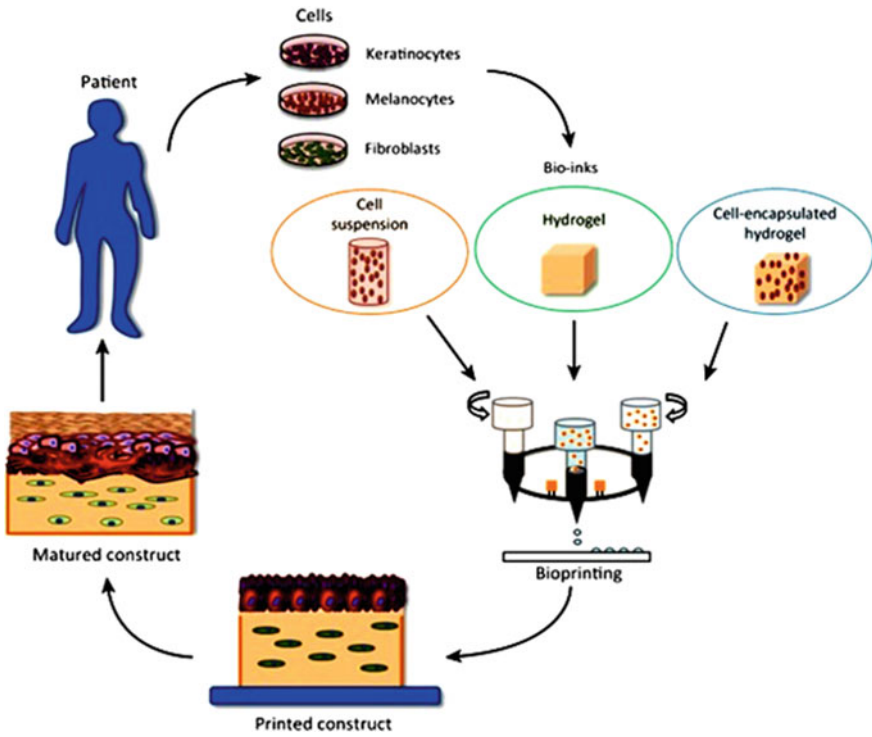 Cells
Keratinocytes
Patient
Melanocytes
Fibroblasts
Bio-inks
Cell
suspension
Hydrogel
Cell-encapsulated
hydrogel
Matured construct
Bioprinting
Printed construct